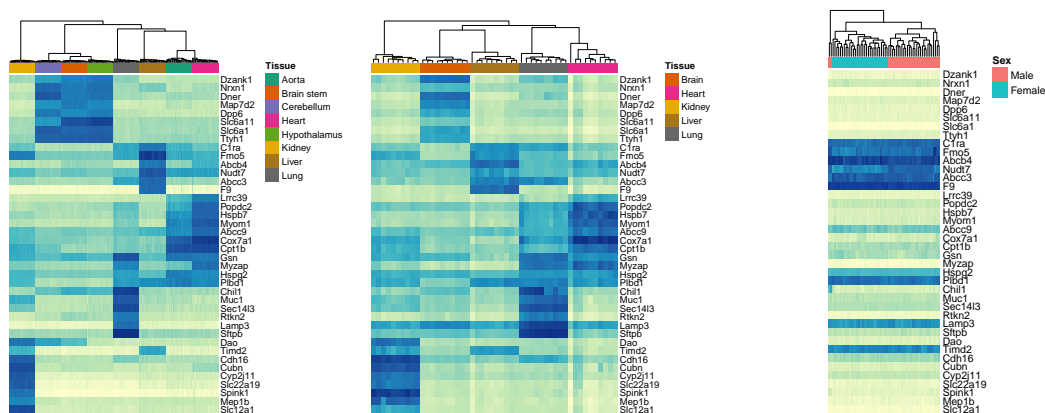 Tissue
Aorta
Brain stem
Cerebellum
Heart
Hypothalamus
Kidney
Liver
Lung
Dzank1
Nrxn1
Dner
Map7d2
Dpp6
Slc6a11
Slc6a1
Ttyh1
C1ra
Fmo5
Abcb4
Nudt7
Abcc3
F9
Lrrc39
Popdc2
Hspb7
Myom1
Abcc9
Cox7a1
Cpt1b
Gsn
Myzap
Hspg2
Plbd1
Chil1
Muc1
Sec14l3
Rtkn2
Lamp3
Sftpb
Dao
Timd2
Cdh16
Cubn
Cyp2j11
Slc22a19
Spink1
Mep1b
Slc12a1
Tissue
Brain
Heart
Kidney
Liver
Lung
Dzank1
Nrxn1
Dner
Map7d2
Dpp6
Slc6a11
Slc6a1
Ttyh1
C1ra
Fmo5
Abcb4
Nudt7
Abcc3
F9
Lrrc39
Popdc2
Hspb7
Myom1
Abcc9
Cox7a1
Cpt1b
Gsn
Myzap
Hspg2
Plbd1
Chil1
Muc1
Sec14l3
Rtkn2
Lamp3
Sftpb
Dao
Timd2
Cdh16
Cubn
Cyp2j11
Slc22a19
Spink1
Mep1b
Slc12a1
Sex
Male
Female
Dzank1
Nrxn1
Dner
Map7d2
Dpp6
Slc6a11
Slc6a1
Ttyh1
C1ra
Fmo5
Abcb4
Nudt7
Abcc3
F9
Lrrc39
Popdc2
Hspb7
Myom1
Abcc9
Cox7a1
Cpt1b
Gsn
Myzap
Hspg2
Plbd1
Chil1
Muc1
Sec14l3
Rtkn2
Lamp3
Sftpb
Dao
Timd2
Cdh16
Cubn
Cyp2j11
Slc22a19
Spink1
Mep1b
Slc12a1